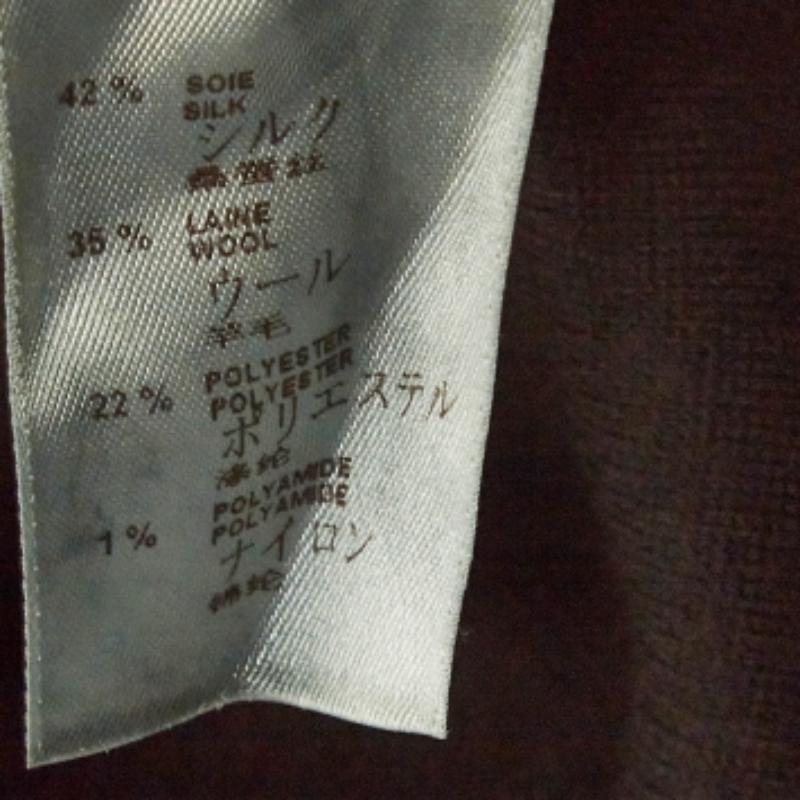 42 % SOIE
SILK
シルク
桑蚕丝
35 % LAINE
WOOL
ウール
羊毛
22 % POLYESTER
POLYESTER
ポリエステル
涤纶
1 % POLYAMIDE
POLYAMIDE
ナイロン
锦纶